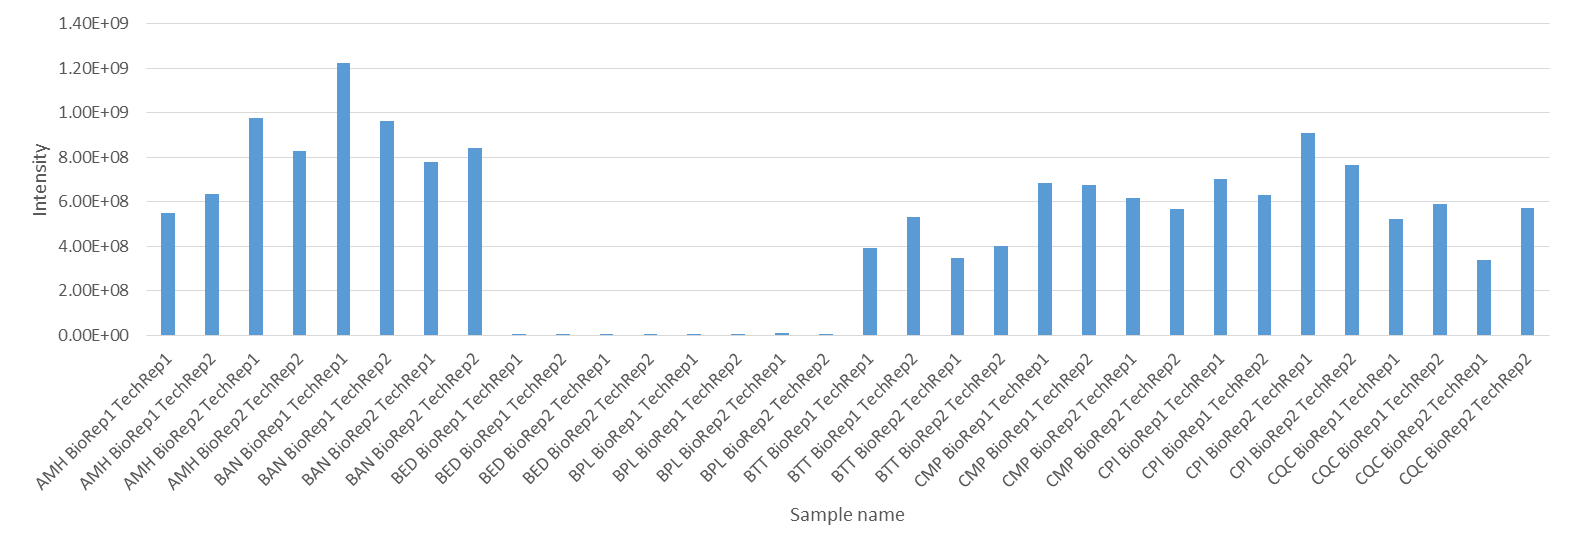 1.40E+09
1.20E+09
1.00E+09
8.00E+08
6.00E+08
4.00E+08
2.00E+08
0.00E+00
Intensity
AMH BioRep1 TechRep1
AMH BioRep1 TechRep2
AMH BioRep2 TechRep1
AMH BioRep2 TechRep2
BAN BioRep1 TechRep1
BAN BioRep1 TechRep2
BAN BioRep2 TechRep1
BAN BioRep2 TechRep2
BED BioRep1 TechRep1
BED BioRep1 TechRep2
BED BioRep2 TechRep1
BED BioRep2 TechRep2
BPL BioRep1 TechRep1
BPL BioRep1 TechRep2
BPL BioRep2 TechRep1
BPL BioRep2 TechRep2
BTT BioRep1 TechRep1
BTT BioRep1 TechRep2
BTT BioRep2 TechRep1
BTT BioRep2 TechRep2
CMP BioRep1 TechRep1
CMP BioRep1 TechRep2
CMP BioRep2 TechRep1
CMP BioRep2 TechRep2
CPI BioRep1 TechRep1
CPI BioRep1 TechRep2
CPI BioRep2 TechRep1
CPI BioRep2 TechRep2
CQC BioRep1 TechRep1
CQC BioRep1 TechRep2
CQC BioRep2 TechRep1
CQC BioRep2 TechRep2
Sample name